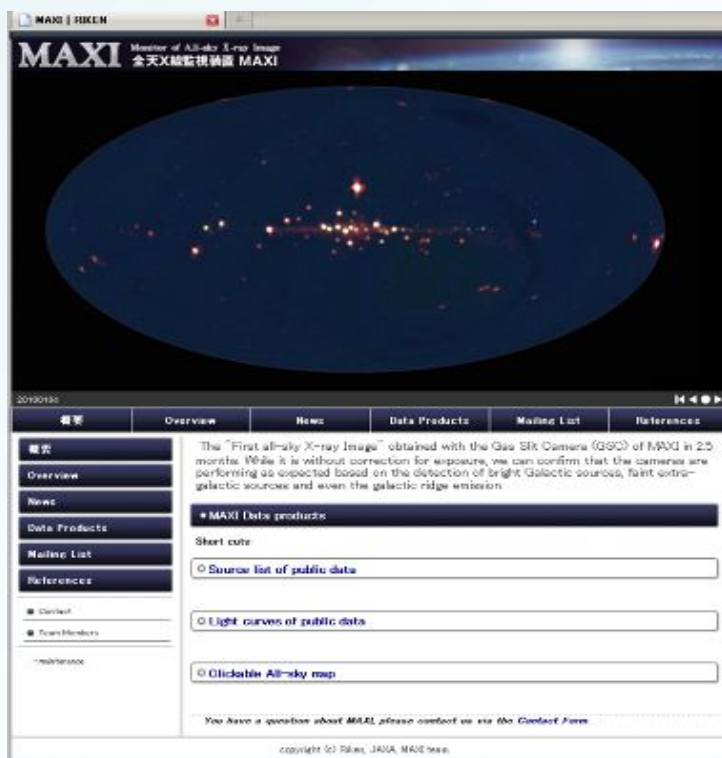 MAXI | RIKEN
MAXI Monitor of All-sky X-ray Image
全天X線監視装置 MAXI
20100104
概要 Overview News Data Products Mailing List References
概要
Overview
News
Data Products
Mailing List
References
Contact
Team Members
maintenance
The "First all-sky X-ray Image" obtained with the Gas Slit Camera (GSC) of MAXI in 2.5
months. While it is without correction for exposure, we can confirm that the cameras are
performing as expected based on the detection of bright Galactic sources, faint extra-
galactic sources and even the galactic ridge emission.
MAXI Data products
Short cuts
Source list of public data
Light curves of public data
Clickable All-sky map
You have a question about MAXI, please contact us via the Contact Form.
copyright (c) Riken, JAXA, MAXI team.